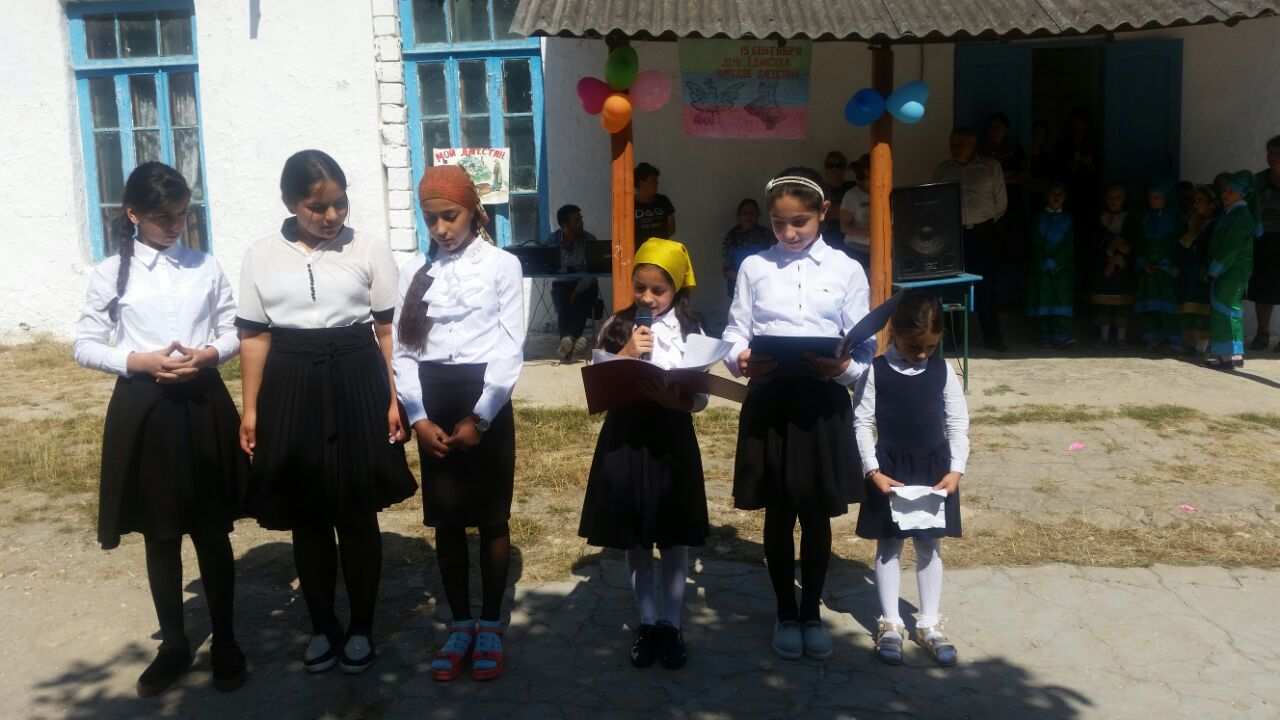 15 СЕНТЯБРЯ
ДЕНЬ ЕДИНСТВА
НАРОДОВ ДАГЕСТАНА
МОЙ ДАГЕСТАН
D&G